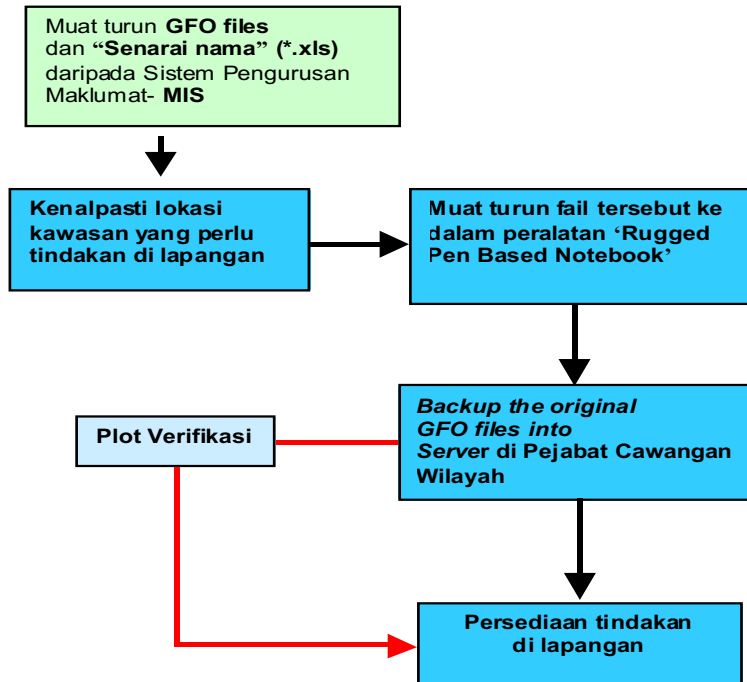 Muat turun GFO files
dan “Senarai nama” (*.xls)
daripada Sistem Pengurusan
Maklumat- MIS
Kenalpasti lokasi
kawasan yang perlu
tindakan di lapangan
Muat turun fail tersebut ke
dalam peralatan ‘Rugged
Pen Based Notebook’
Backup the original
GFO files into
Server di Pejabat Cawangan
Wilayah
Plot Verifikasi
Persediaan tindakan
di lapangan